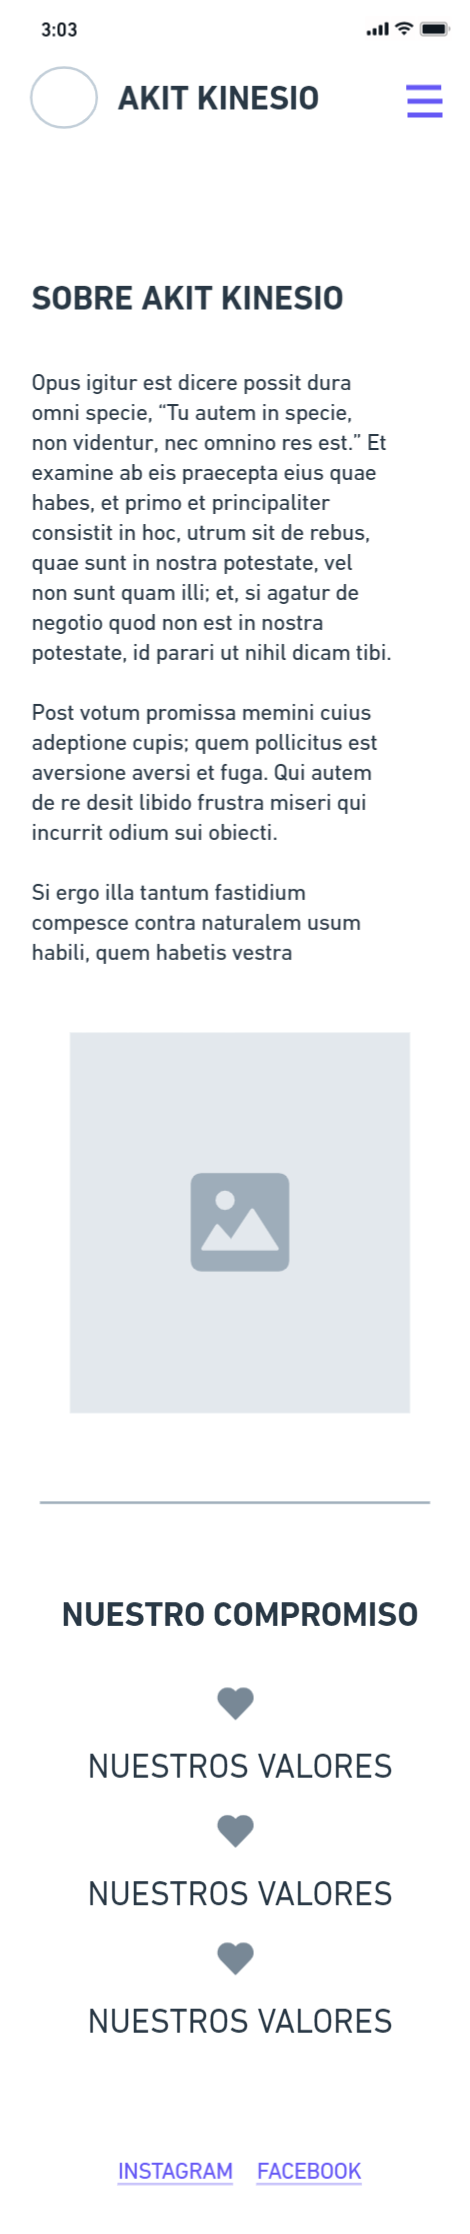 3:03
AKIT KINESIO
SOBRE AKIT KINESIO
Opus igitur est dicere possit dura
omni specie, “Tu autem in specie,
non videntur, nec omnino res est.” Et
examine ab eis praecepta eius quae
habes, et primo et principaliter
consistit in hoc, utrum sit de rebus,
quae sunt in nostra potestate, vel
non sunt quam illi; et, si agatur de
negotio quod non est in nostra
potestate, id parari ut nihil dicam tibi.
Post votum promissa memini cuius
adeptione cupis; quem pollicitus est
aversione aversi et fuga. Qui autem
de re desit libido frustra miseri qui
incurrit odium sui obiecti.
Si ergo illa tantum fastidium
compesce contra naturalem usum
habili, quem habetis vestra
NUESTRO COMPROMISO
NUESTROS VALORES
NUESTROS VALORES
NUESTROS VALORES
INSTAGRAM FACEBOOK